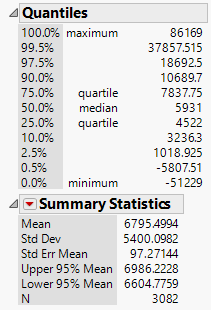 Quantiles
100.0% maximum 86169
99.5% 37857.515
97.5% 18692.5
90.0% 10689.7
75.0% quartile 7837.75
50.0% median 5931
25.0% quartile 4522
10.0% 3236.3
2.5% 1018.925
0.5% -5807.51
0.0% minimum -51229
Summary Statistics
Mean 6795.4994
Std Dev 5400.0982
Std Err Mean 97.27144
Upper 95% Mean 6986.2228
Lower 95% Mean 6604.7759
N 3082